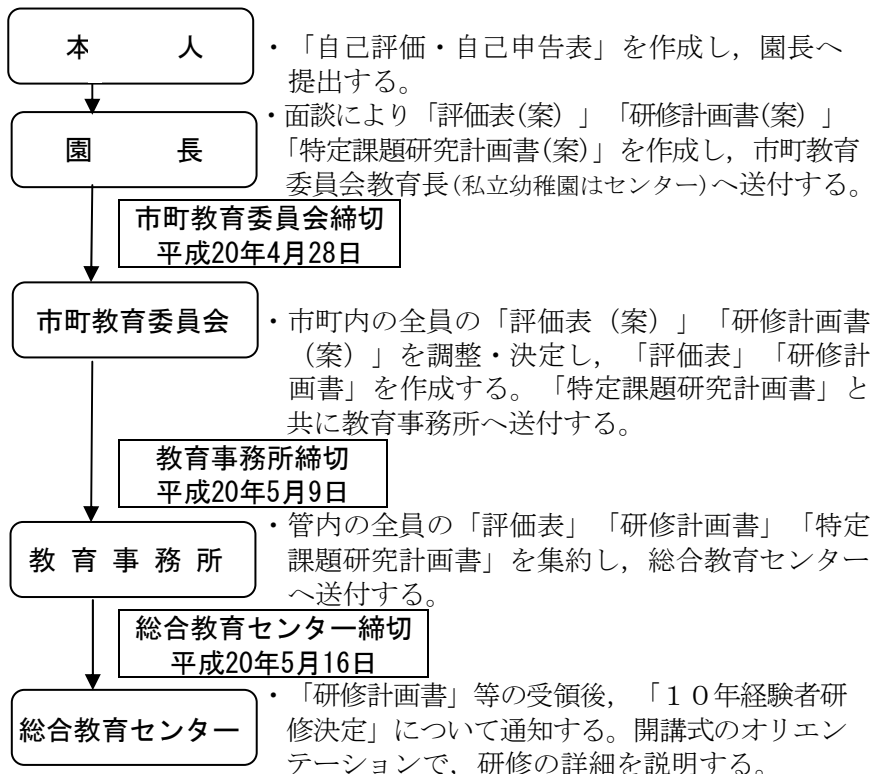 本　　人
・「自己評価・自己申告表」を作成し，園長へ
提出する。
園　　長
・面談により「評価表(案) 」「研修計画書(案) 」
「特定課題研究計画書(案)」を作成し，市町教育
委員会教育長(私立幼稚園はセンター)へ送付する。
市町教育委員会締切
平成20年4月28日
市町教育委員会
・市町内の全員の「評価表（案）」「研修計画書
（案）」を調整・決定し，「評価表」「研修計
画書」を作成する。「特定課題研究計画書」と
共に教育事務所へ送付する。
教育事務所締切
平成20年5月9日
教 育 事 務 所
・管内の全員の「評価表」「研修計画書」「特定
課題研究計画書」を集約し，総合教育センター
へ送付する。
総合教育センター締切
平成20年5月16日
総合教育センター
・「研修計画書」等の受領後，「１０年経験者研
修決定」について通知する。開講式のオリエン
テーションで，研修の詳細を説明する。